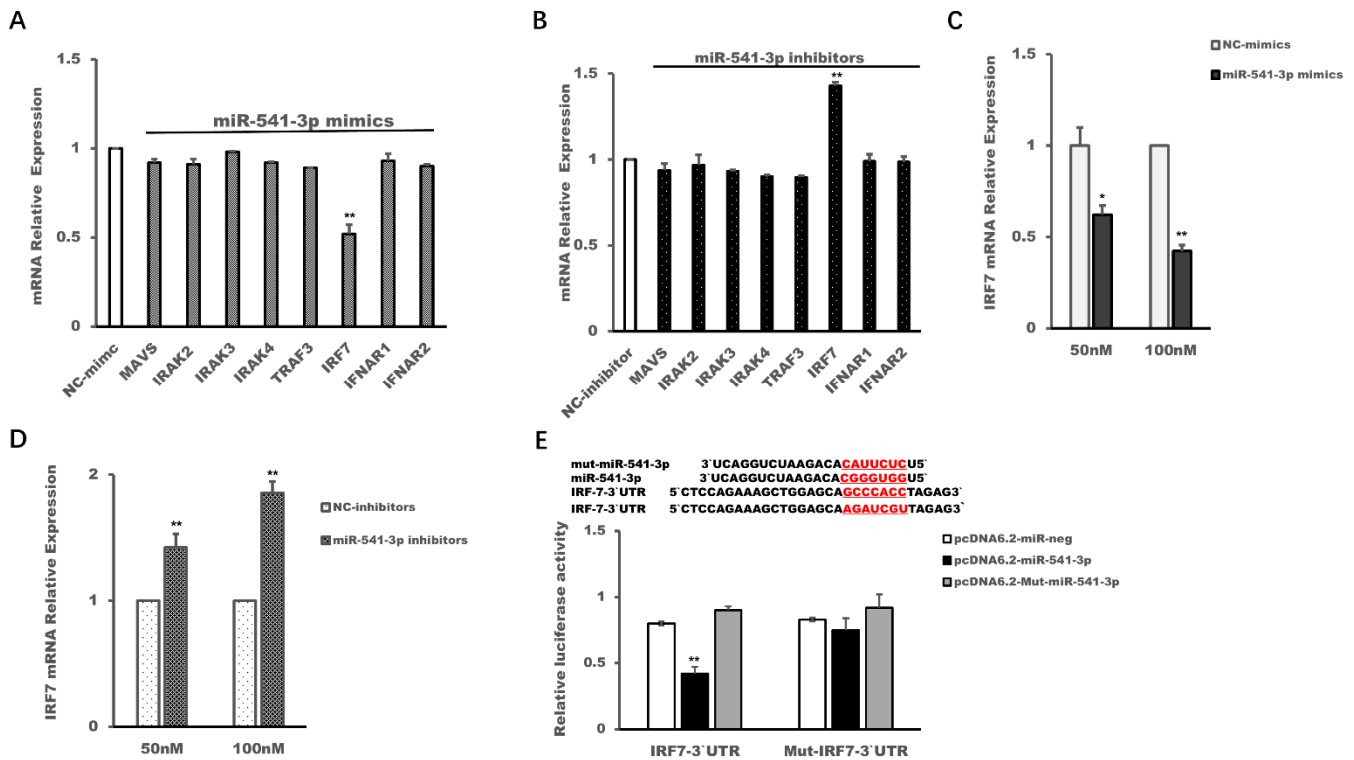 A
mRNA Relative Expression
1.5
1
0.5
0
miR-541-3p mimics
**
NC-mimc
MAVS
IRAK2
IRAK3
IRAK4
TRAF3
IRF7
IFNAR1
IFNAR2
B
mRNA Relative Expression
1.5
1
0.5
0
miR-541-3p inhibitors
**
NC-inhibitor
MAVS
IRAK2
IRAK3
IRAK4
TRAF3
IRF7
IFNAR1
IFNAR2
C
IRF7 mRNA Relative Expression
1.5
1
0.5
0
NC-mimics
miR-541-3p mimics
*
**
50nM
100nM
D
IRF7 mRNA Relative Expression
2
1
0
**
**
NC-inhibitors
miR-541-3p inhibitors
50nM
100nM
E
mut-miR-541-3p 3`UCAGGUCUAAGACACAUUCUCU5`
miR-541-3p 3`UCAGGUCUAAGACACGGGUGGU5`
IRF-7-3`UTR 5`CTCCAGAAAGCTGGAGCAGCCCACCTAGAG3`
IRF-7-3`UTR 5`CTCCAGAAAGCTGGAGCAAGAUCGUTAGAG3`
Relative luciferase activity
1.5
1
0.5
0
**
pcDNA6.2-miR-neg
pcDNA6.2-miR-541-3p
pcDNA6.2-Mut-miR-541-3p
IRF7-3`UTR
Mut-IRF7-3`UTR